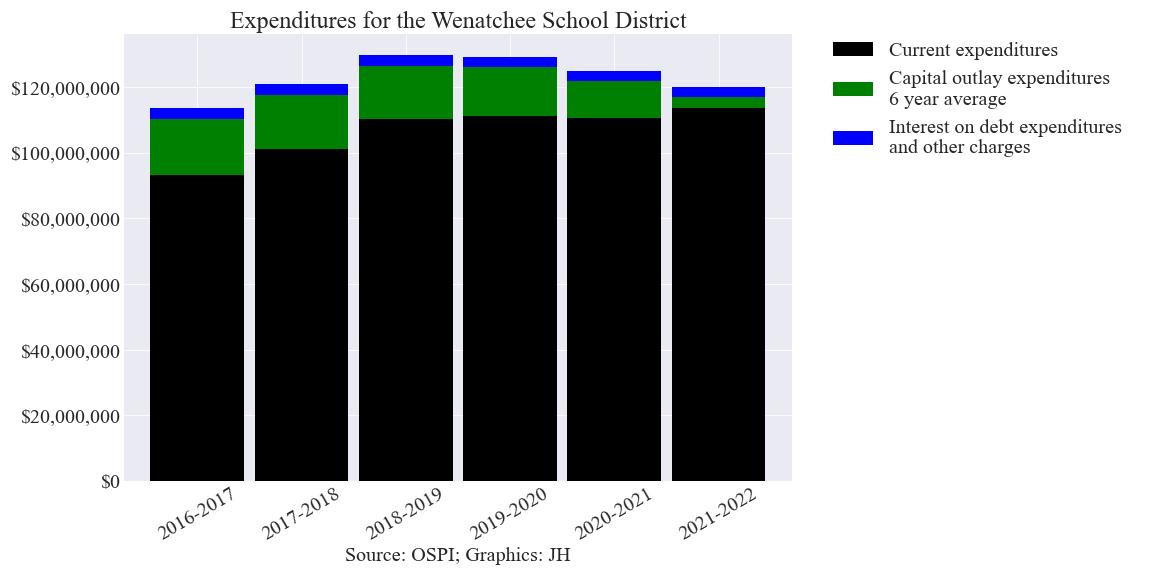 Expenditures for the Wenatchee School District
Current expenditures
Capital outlay expenditures
6 year average
Interest on debt expenditures
and other charges
$120,000,000
$100,000,000
$80,000,000
$60,000,000
$40,000,000
$20,000,000
$0
2016-2017
2017-2018
2018-2019
2019-2020
2020-2021
2021-2022
Source: OSPI; Graphics: JH